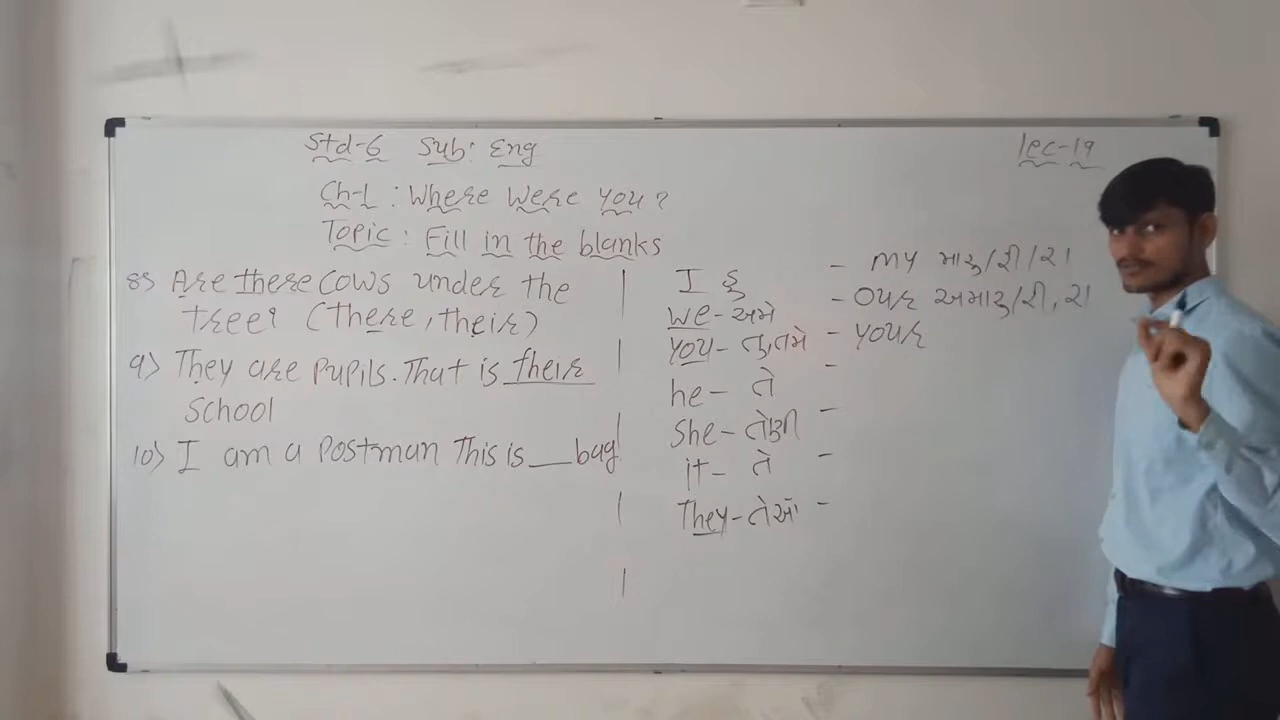 Std-6 Sub: Eng
lec-19
Ch-1 : Where were you?
Topic : Fill in the blanks
8> Are there cows under the
tree? (there, their)
9> They are pupils. That is their
School
10> I am a postman This is __ bag
I હું - my મારૂ/રી/રા
we - અમે - our અમારૂ/રી, રા
you - તું, તમે - your
he - તે -
She - તેણી -
it - તે -
They - તેઓ -